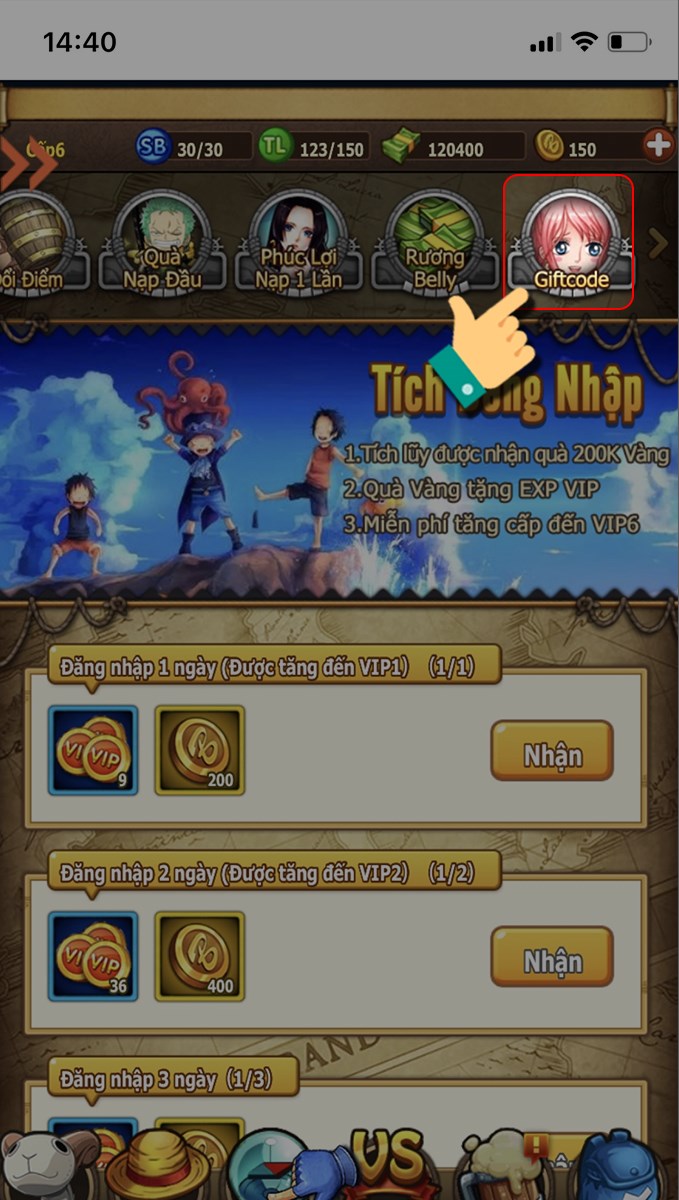 14:40
Cấp6
SB 30/30
TL 123/150
120400
150
ổi Điểm
Quà
Nạp Đầu
Phúc Lợi
Nạp 1 Lần
Rương
Belly
Giftcode
Tích Nhập
1.Tích lũy được nhận quà 200K Vàng
2.Quà Vàng tặng EXP VIP
3.Miễn phí tăng cấp đến VIP6
Đăng nhập 1 ngày (Được tăng đến VIP1) (1/1)
VIP 9
200
Nhận
Đăng nhập 2 ngày (Được tăng đến VIP2) (1/2)
VIP 36
400
Nhận
Đăng nhập 3 ngày (1/3)
VS